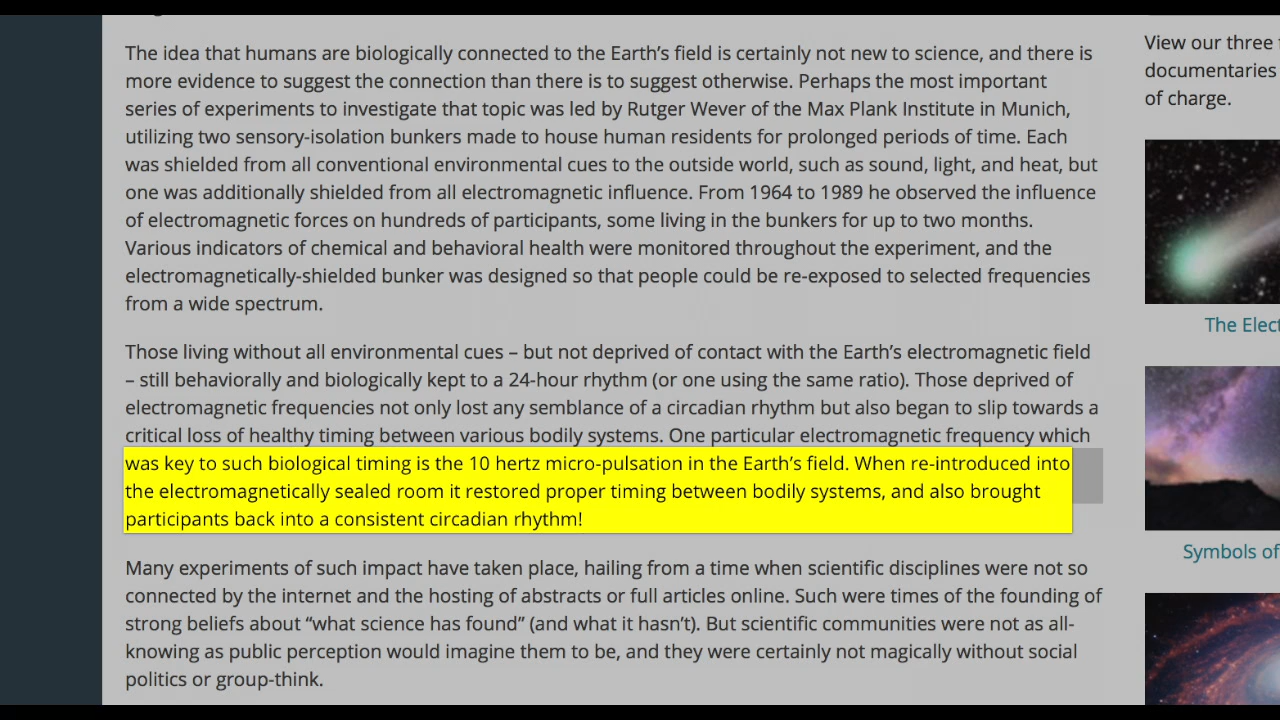 The idea that humans are biologically connected to the Earth’s field is certainly not new to science, and there is
more evidence to suggest the connection than there is to suggest otherwise. Perhaps the most important
series of experiments to investigate that topic was led by Rutger Wever of the Max Plank Institute in Munich,
utilizing two sensory-isolation bunkers made to house human residents for prolonged periods of time. Each
was shielded from all conventional environmental cues to the outside world, such as sound, light, and heat, but
one was additionally shielded from all electromagnetic influence. From 1964 to 1989 he observed the influence
of electromagnetic forces on hundreds of participants, some living in the bunkers for up to two months.
Various indicators of chemical and behavioral health were monitored throughout the experiment, and the
electromagnetically-shielded bunker was designed so that people could be re-exposed to selected frequencies
from a wide spectrum.
Those living without all environmental cues – but not deprived of contact with the Earth’s electromagnetic field
– still behaviorally and biologically kept to a 24-hour rhythm (or one using the same ratio). Those deprived of
electromagnetic frequencies not only lost any semblance of a circadian rhythm but also began to slip towards a
critical loss of healthy timing between various bodily systems. One particular electromagnetic frequency which
was key to such biological timing is the 10 hertz micro-pulsation in the Earth’s field. When re-introduced into
the electromagnetically sealed room it restored proper timing between bodily systems, and also brought
participants back into a consistent circadian rhythm!
Many experiments of such impact have taken place, hailing from a time when scientific disciplines were not so
connected by the internet and the hosting of abstracts or full articles online. Such were times of the founding of
strong beliefs about “what science has found” (and what it hasn’t). But scientific communities were not as all-
knowing as public perception would imagine them to be, and they were certainly not magically without social
politics or group-think.
View our three
documentaries
of charge.
The Elect
Symbols of